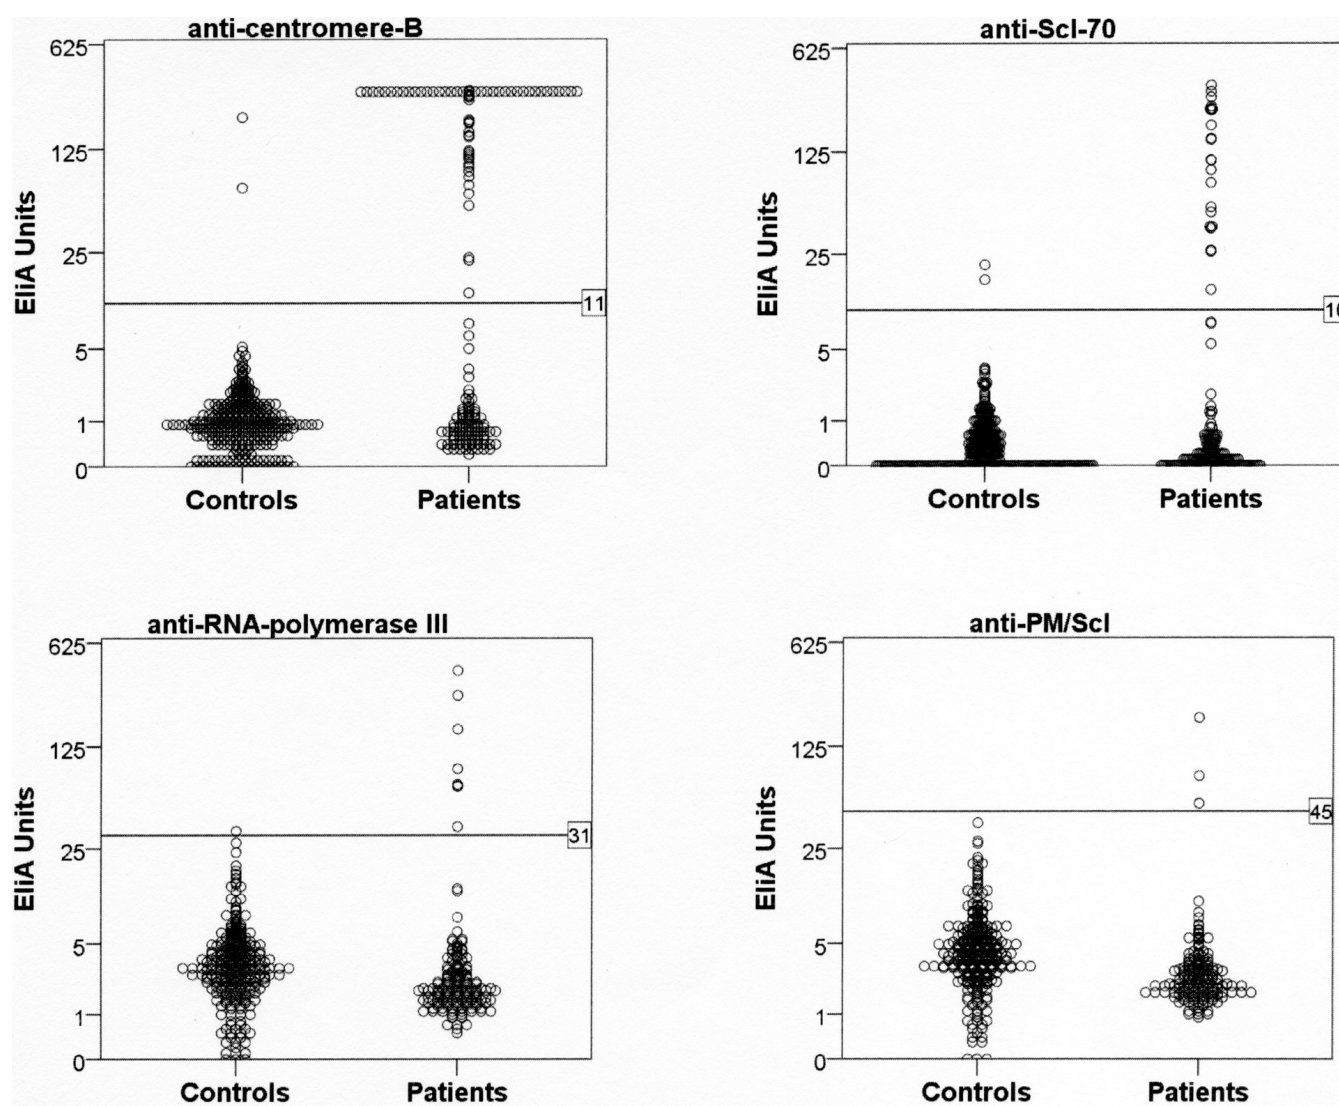 anti-centromere-B
625
125
25
5
1
0
EliA Units
11
Controls
Patients
anti-Scl-70
625
125
25
5
1
0
EliA Units
10
Controls
Patients
anti-RNA-polymerase III
625
125
25
5
1
0
EliA Units
31
Controls
Patients
anti-PM/Scl
625
125
25
5
1
0
EliA Units
45
Controls
Patients